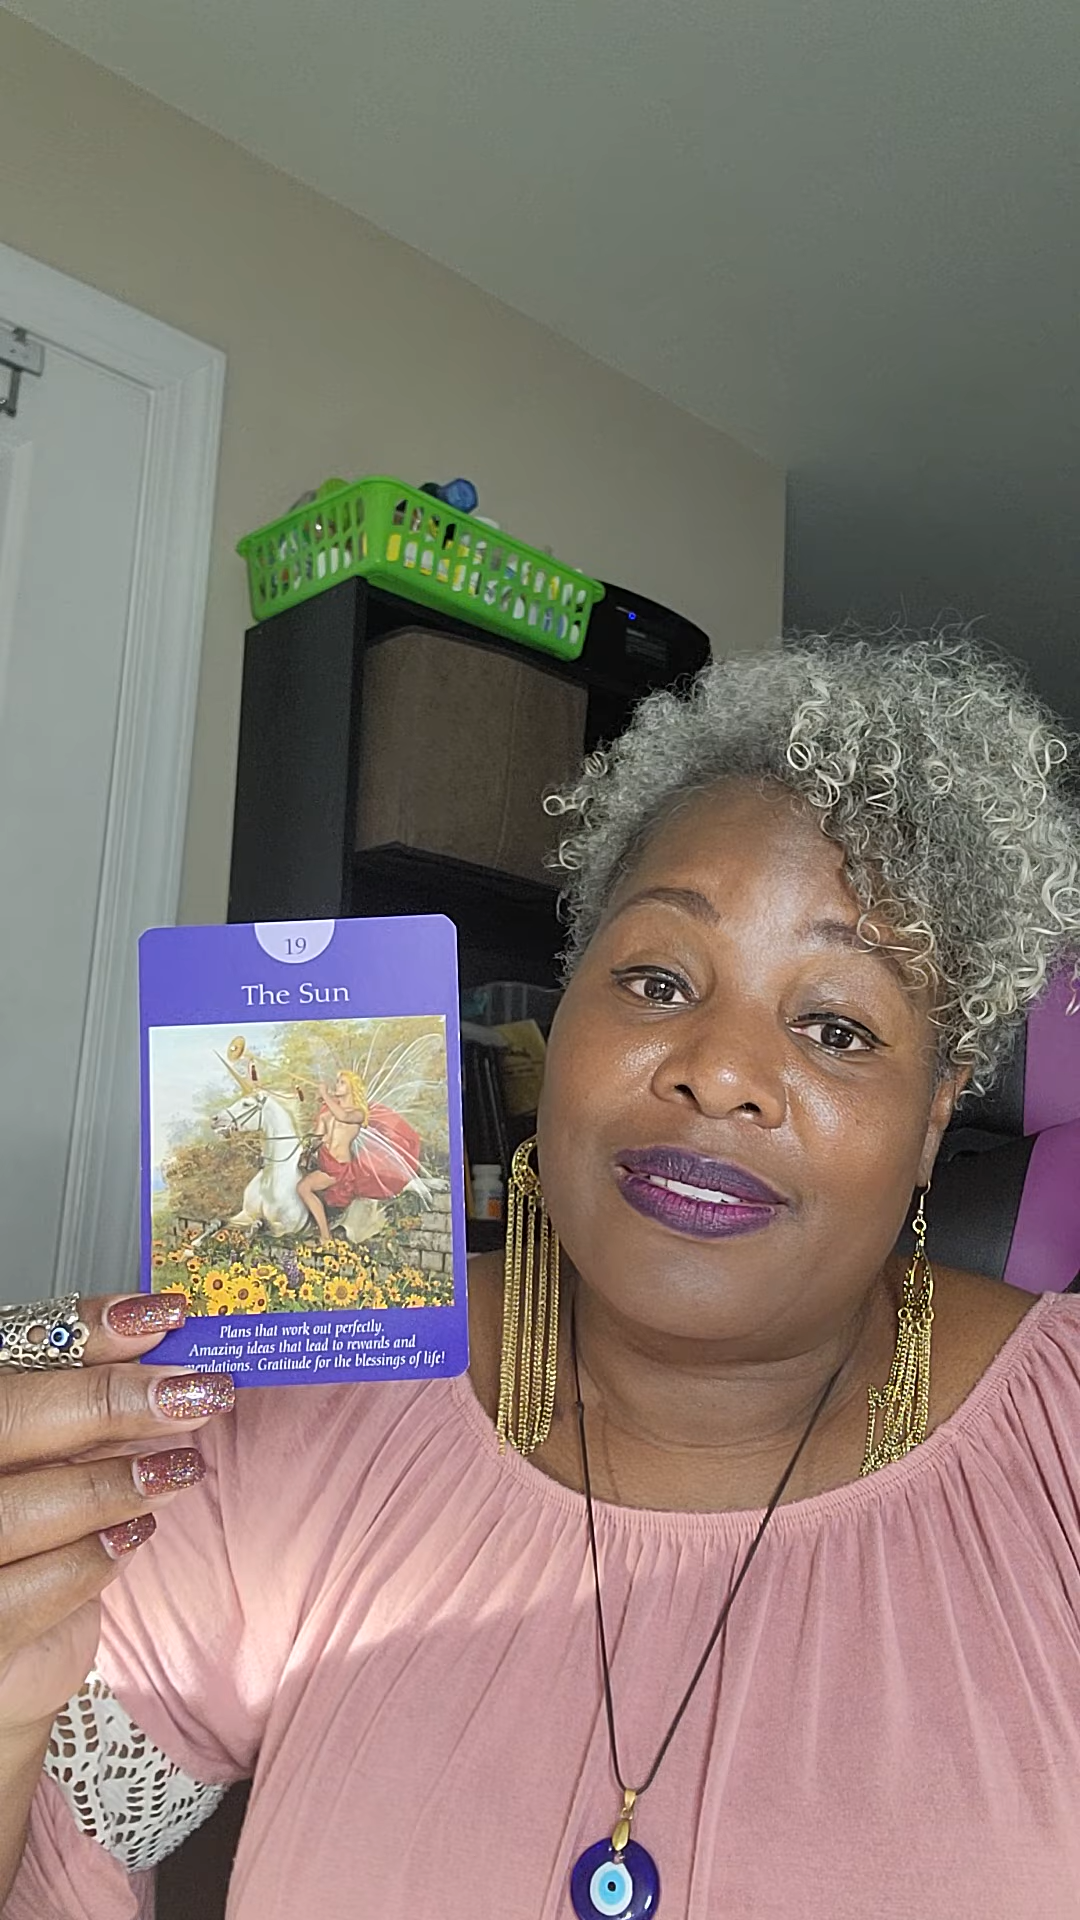 19
The Sun
Plans that work out perfectly.
Amazing ideas that lead to rewards and
Gratitude for the blessings of life!